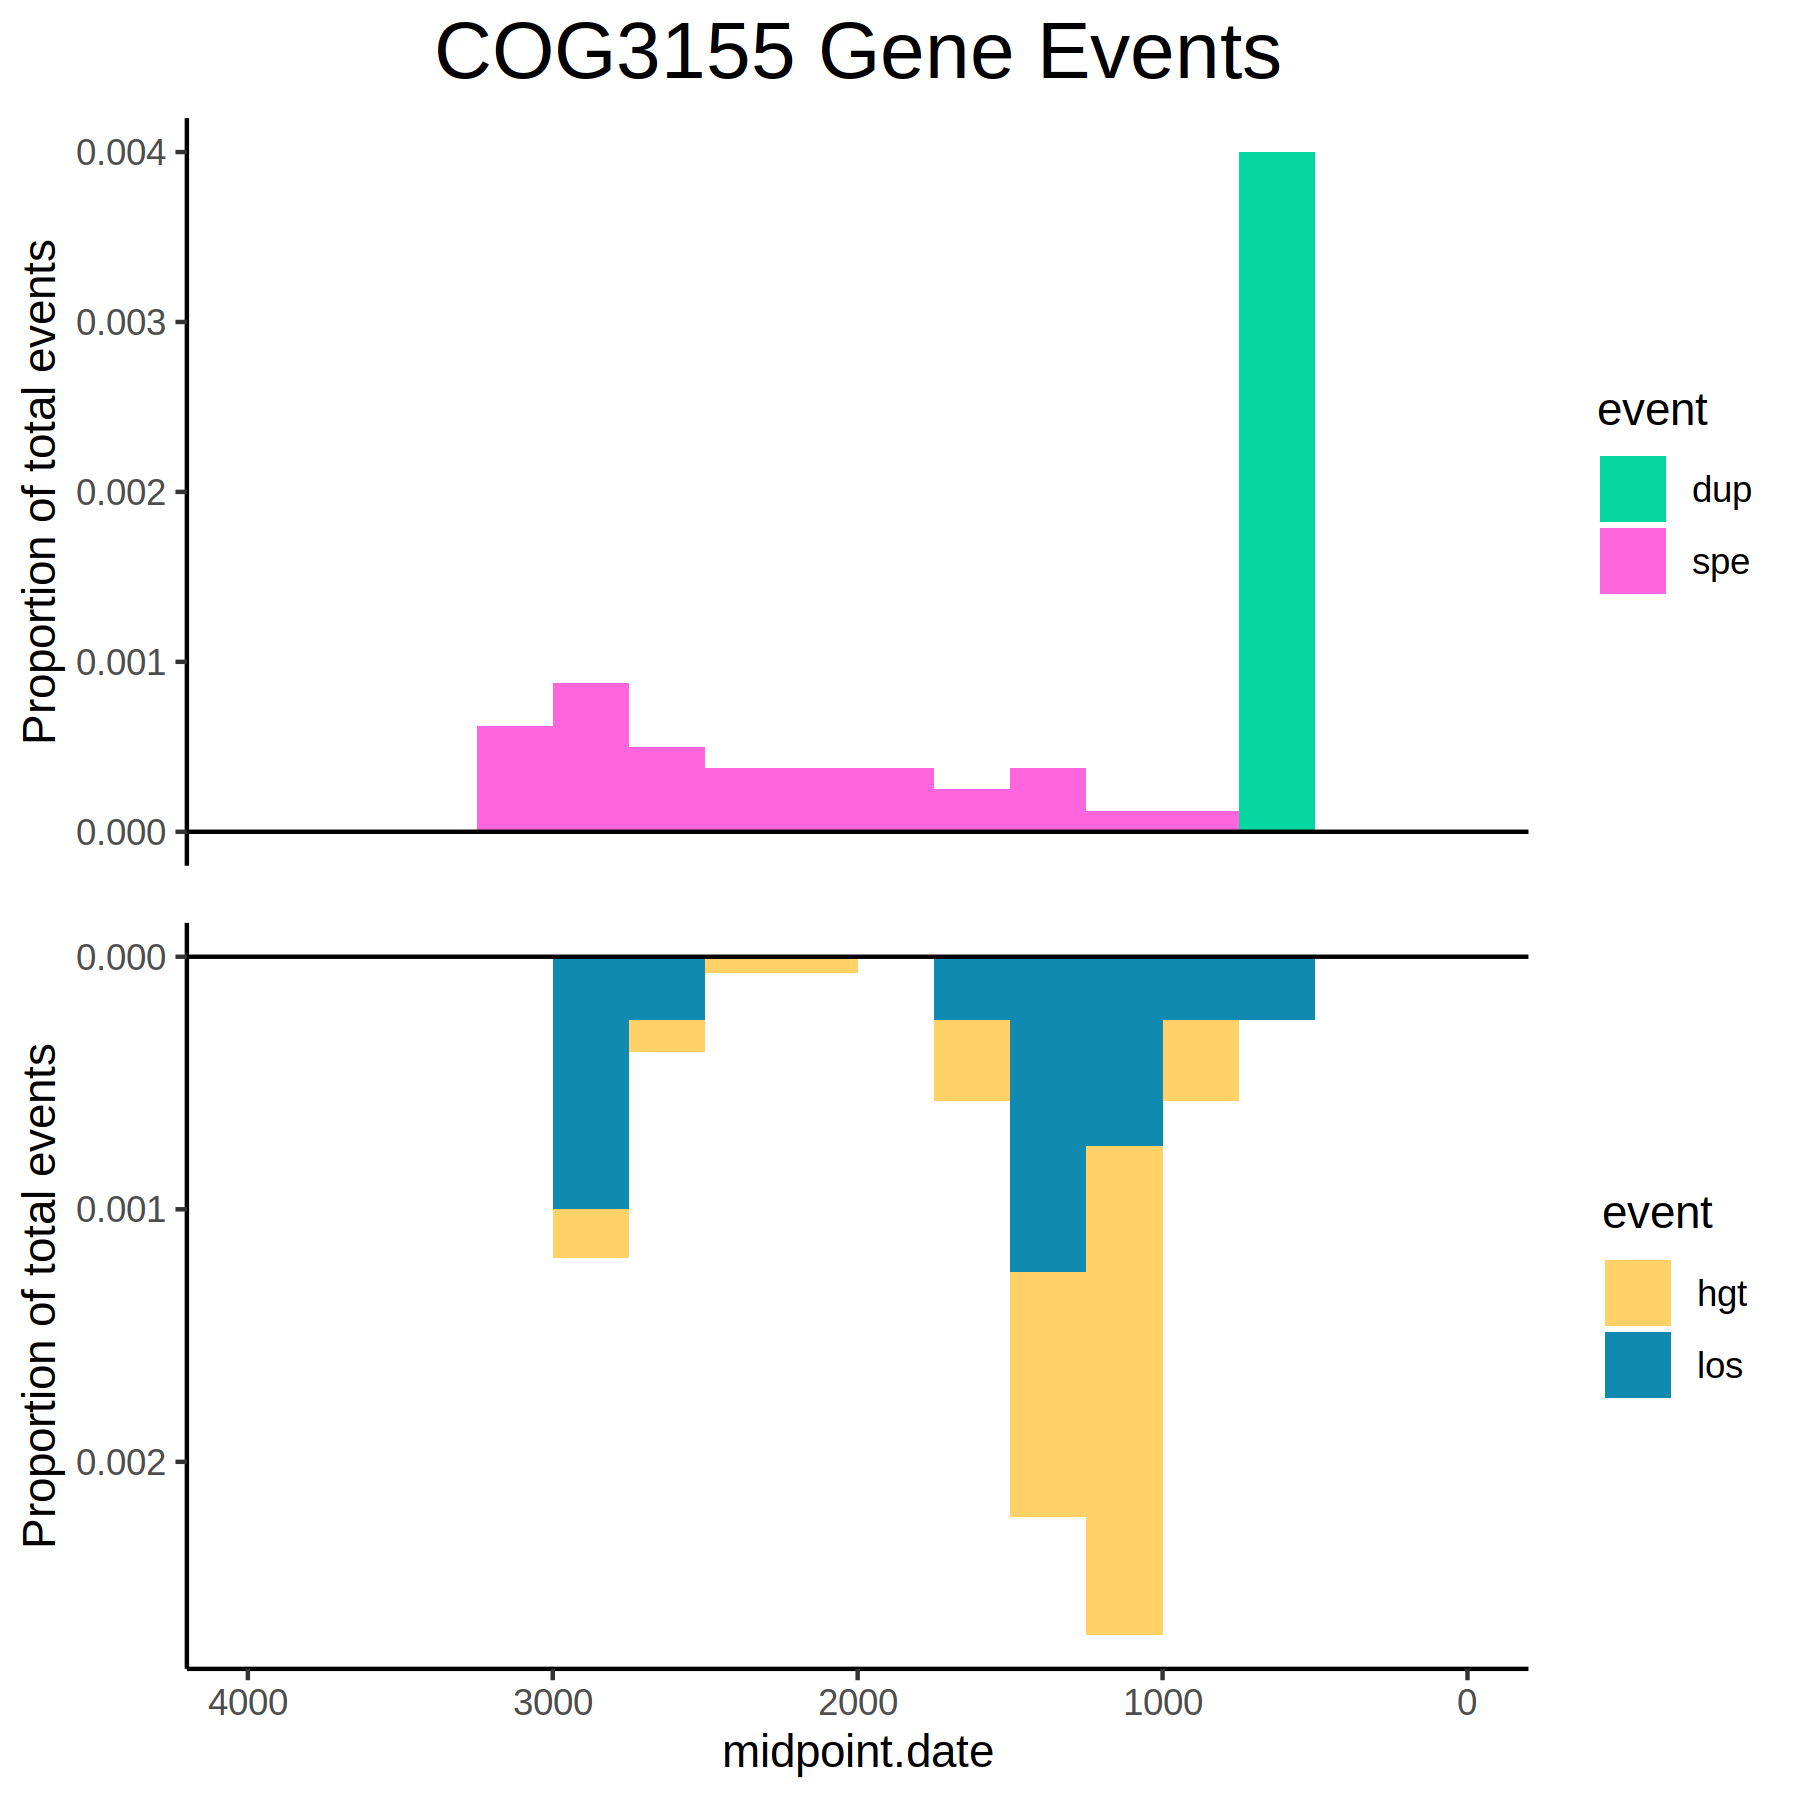 COG3155 Gene Events
Proportion of total events
0.004
0.003
0.002
0.001
0.000
event
dup
spe
Proportion of total events
0.000
0.001
0.002
event
hgt
los
4000 3000 2000 1000 0
midpoint.date